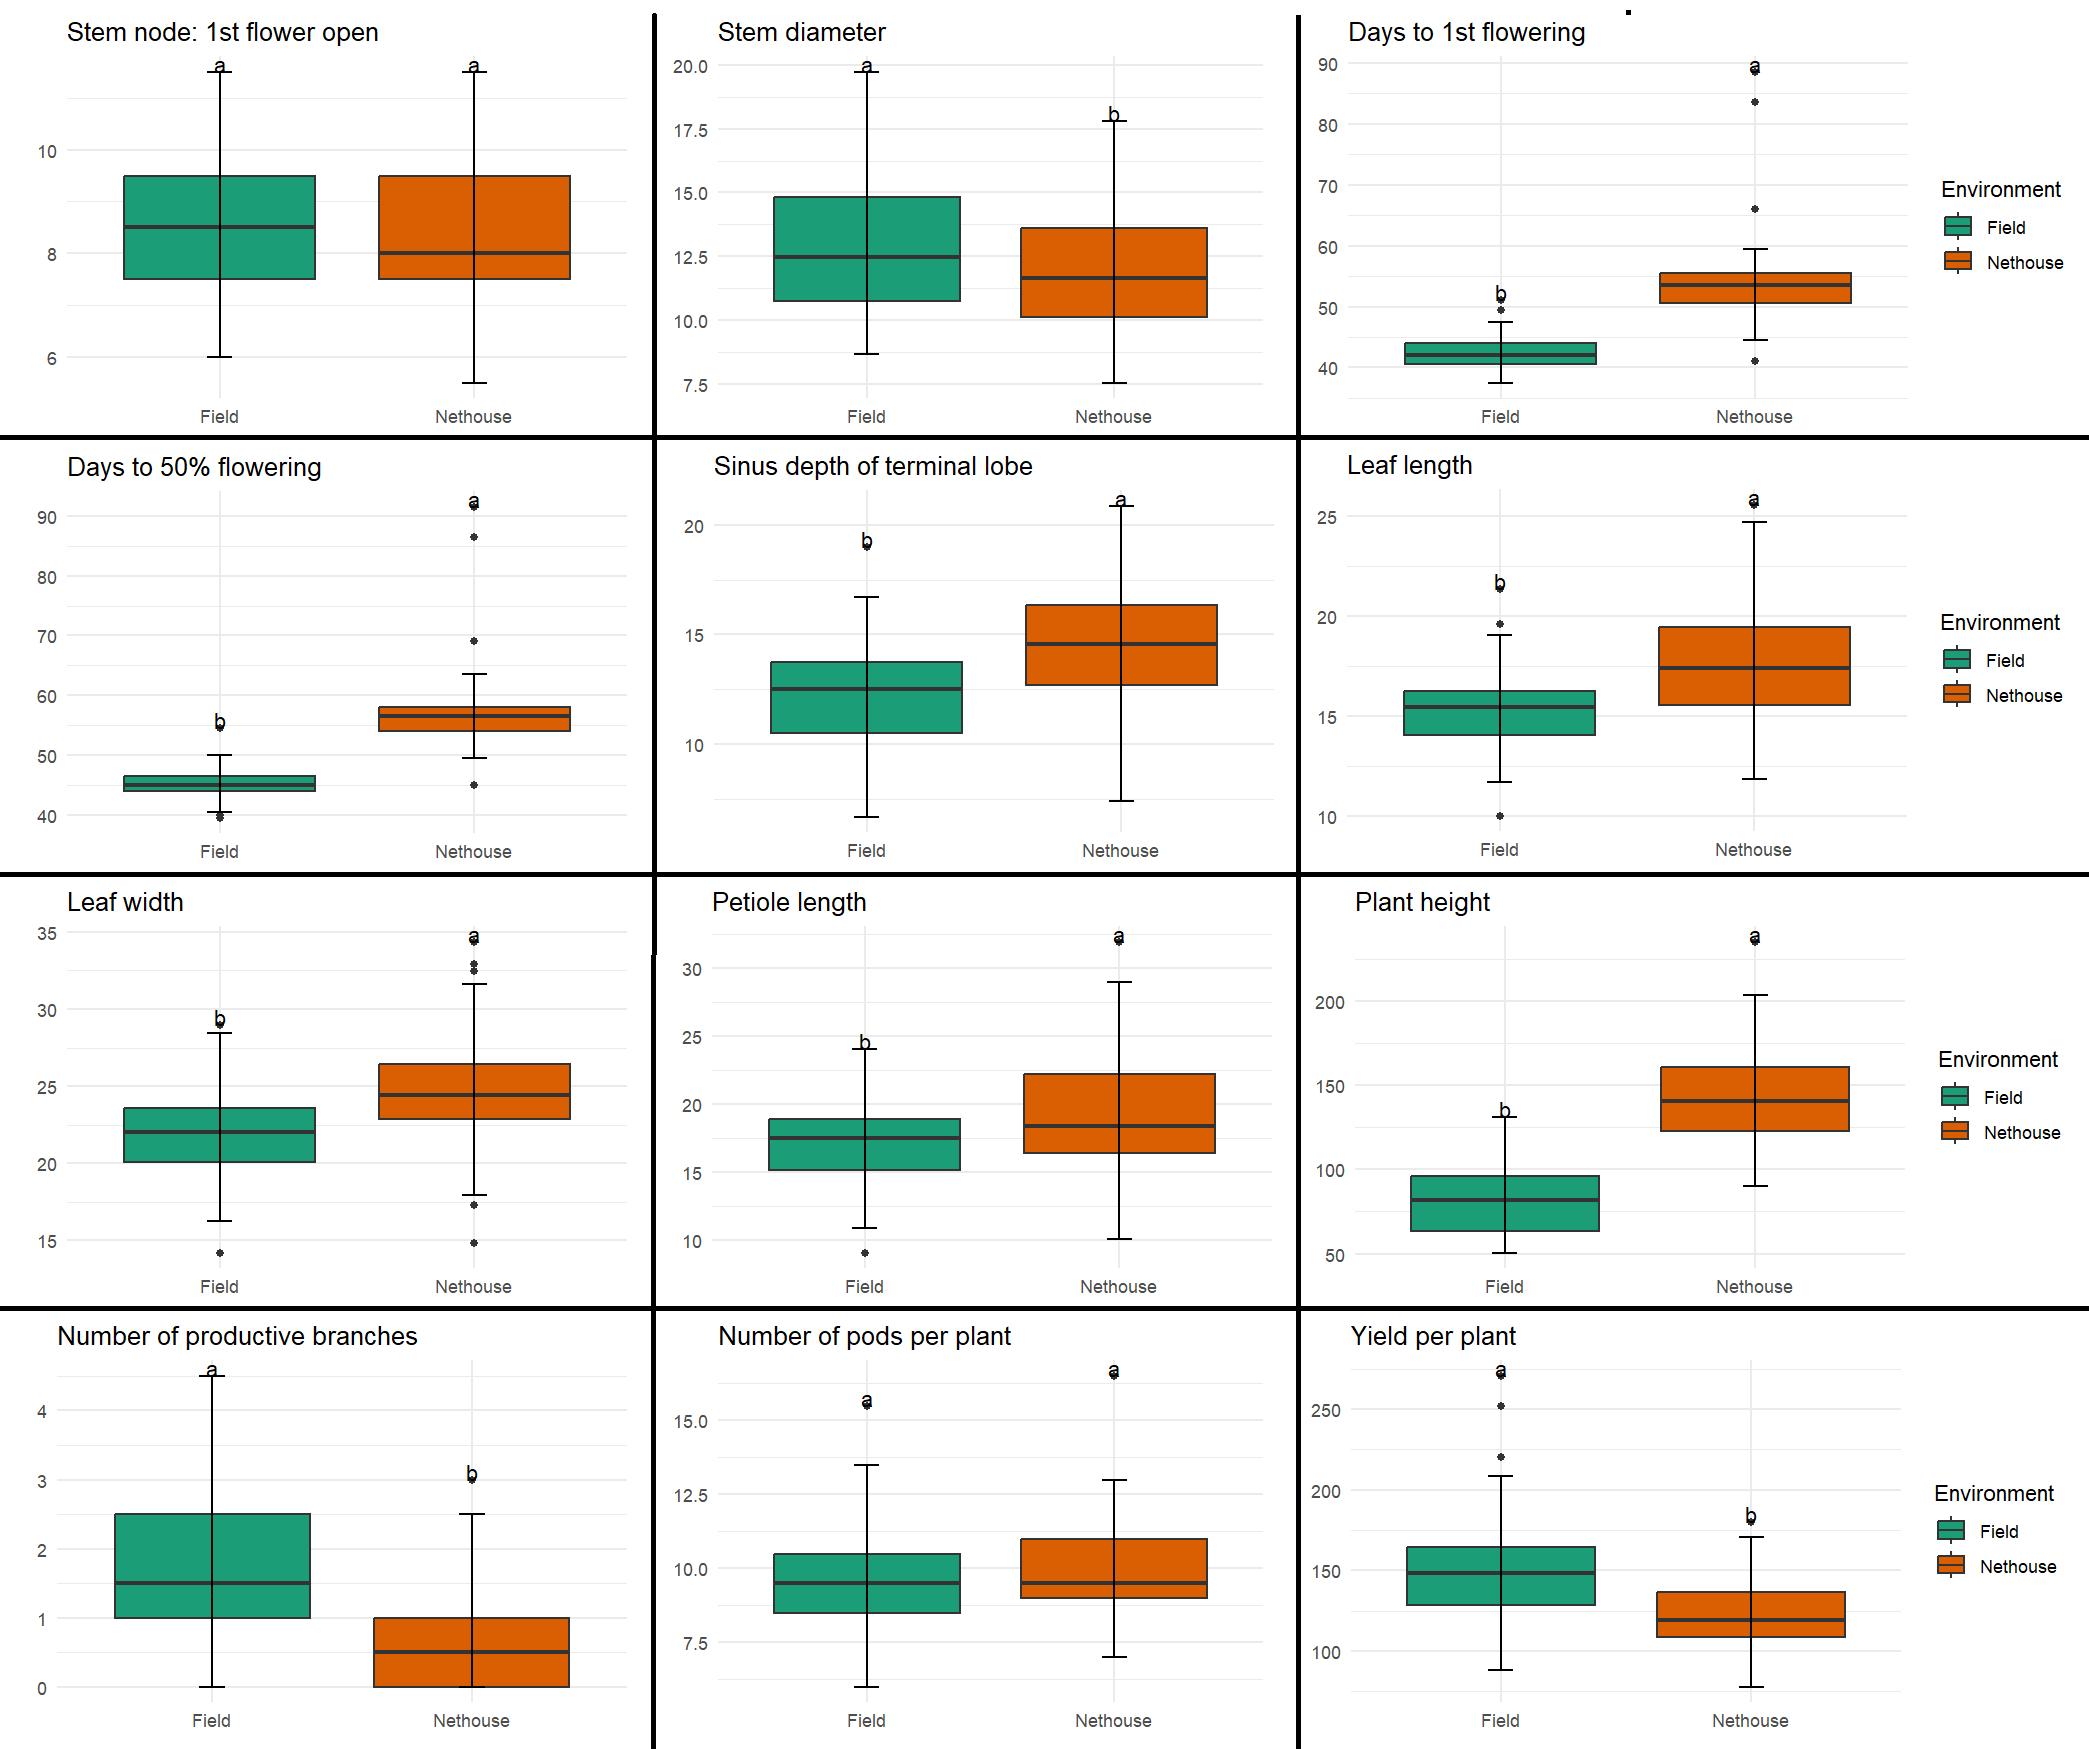 Stem node: 1st flower open
a a
10
8
6
Field Nethouse
Stem diameter
20.0
17.5
15.0
12.5
10.0
7.5
a
b
Field Nethouse
Days to 1st flowering
90
80
70
60
50
40
b
a
Field Nethouse
Environment
Field
Nethouse
Days to 50% flowering
90
80
70
60
50
40
b
a
Field Nethouse
Sinus depth of terminal lobe
20
15
10
b
a
Field Nethouse
Leaf length
25
20
15
10
b
a
Field Nethouse
Environment
Field
Nethouse
Leaf width
35
30
25
20
15
b
a
Field Nethouse
Petiole length
30
25
20
15
10
b
a
Field Nethouse
Plant height
200
150
100
50
b
a
Field Nethouse
Environment
Field
Nethouse
Number of productive branches
4
3
2
1
0
a
b
Field Nethouse
Number of pods per plant
15.0
12.5
10.0
7.5
a
a
Field Nethouse
Yield per plant
250
200
150
100
a
b
Field Nethouse
Environment
Field
Nethouse